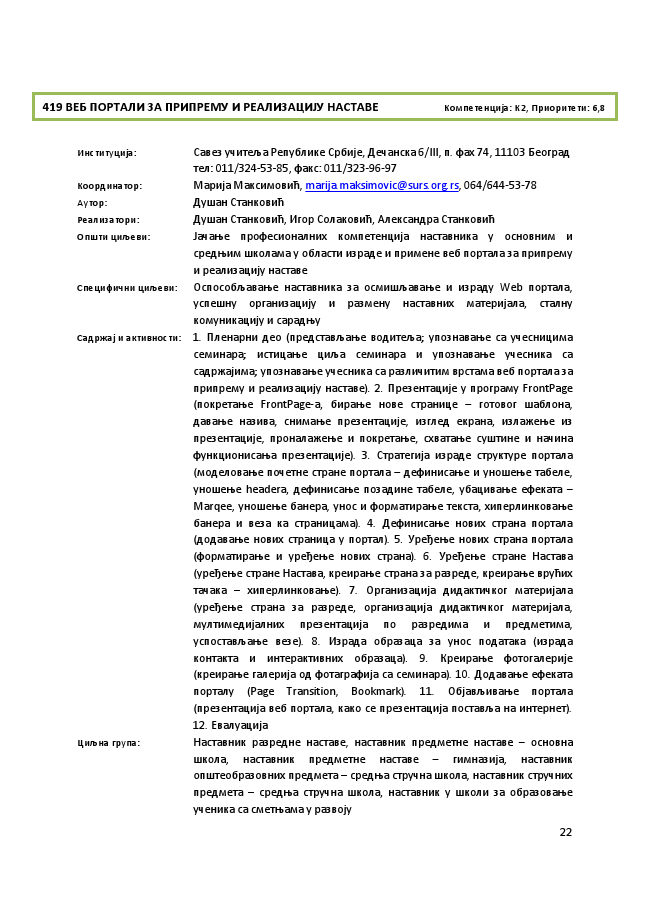 419 ВЕБ ПОРТАЛИ ЗА ПРИПРЕМУ И РЕАЛИЗАЦИЈУ НАСТАВЕ Компетенција: К2, Приоритети: 6,8
Институција: Савез учитеља Републике Србије, Дечанска 6/III, п. фах 74, 11103 Београд
тел: 011/324-53-85, факс: 011/323-96-97
Координатор: Марија Максимовић, marija.maksimovic@surs.org.rs, 064/644-53-78
Аутор: Душан Станковић
Реализатори: Душан Станковић, Игор Солаковић, Александра Станковић
Општи циљеви: Јачање професионалних компетенција наставника у основним и
средњим школама у области израде и примене веб портала за припрему
и реализацију наставе
Специфични циљеви: Оспособљавање наставника за осмишљавање и израду Web портала,
успешну организацију и размену наставних материјала, сталну
комуникацију и сарадњу
Садржај и активности: 1. Пленарни део (представљање водитеља; упознавање са учесницима
семинара; истицање циља семинара и упознавање учесника са
садржајима; упознавање учесника са различитим врстама веб портала за
припрему и реализацију наставе). 2. Презентације у програму FrontPage
(покретање FrontPage-a, бирање нове странице – готовог шаблона,
давање назива, снимање презентације, изглед екрана, излажење из
презентације, проналажење и покретање, схватање суштине и начина
функционисања презентације). 3. Стратегија израде структуре портала
(моделовање почетне стране портала – дефинисање и уношење табеле,
уношење headera, дефинисање позадине табеле, убацивање ефеката –
Marqee, уношење банера, унос и форматирање текста, хиперлинковање
банера и веза ка страницама). 4. Дефинисање нових страна портала
(додавање нових страница у портал). 5. Уређење нових страна портала
(форматирање и уређење нових страна). 6. Уређење стране Настава
(уређење стране Настава, креирање страна за разреде, креирање врућих
тачака – хиперлинковање). 7. Организација дидактичког материјала
(уређење страна за разреде, организација дидактичког материјала,
мултимедијалних презентација по разредима и предметима,
успостављање везе). 8. Израда образаца за унос података (израда
контакта и интерактивних образаца). 9. Креирање фотогалерије
(креирање галерија од фотаграфија са семинара). 10. Додавање ефеката
порталу (Page Transition, Bookmark). 11. Објављивање портала
(презентација веб портала, како се презентација поставља на интернет).
12. Евалуација
Циљна група: Наставник разредне наставе, наставник предметне наставе – основна
школа, наставник предметне наставе – гимназија, наставник
општеобразовних предмета – средња стручна школа, наставник стручних
предмета – средња стручна школа, наставник у школи за образовање
ученика са сметњама у развоју
22